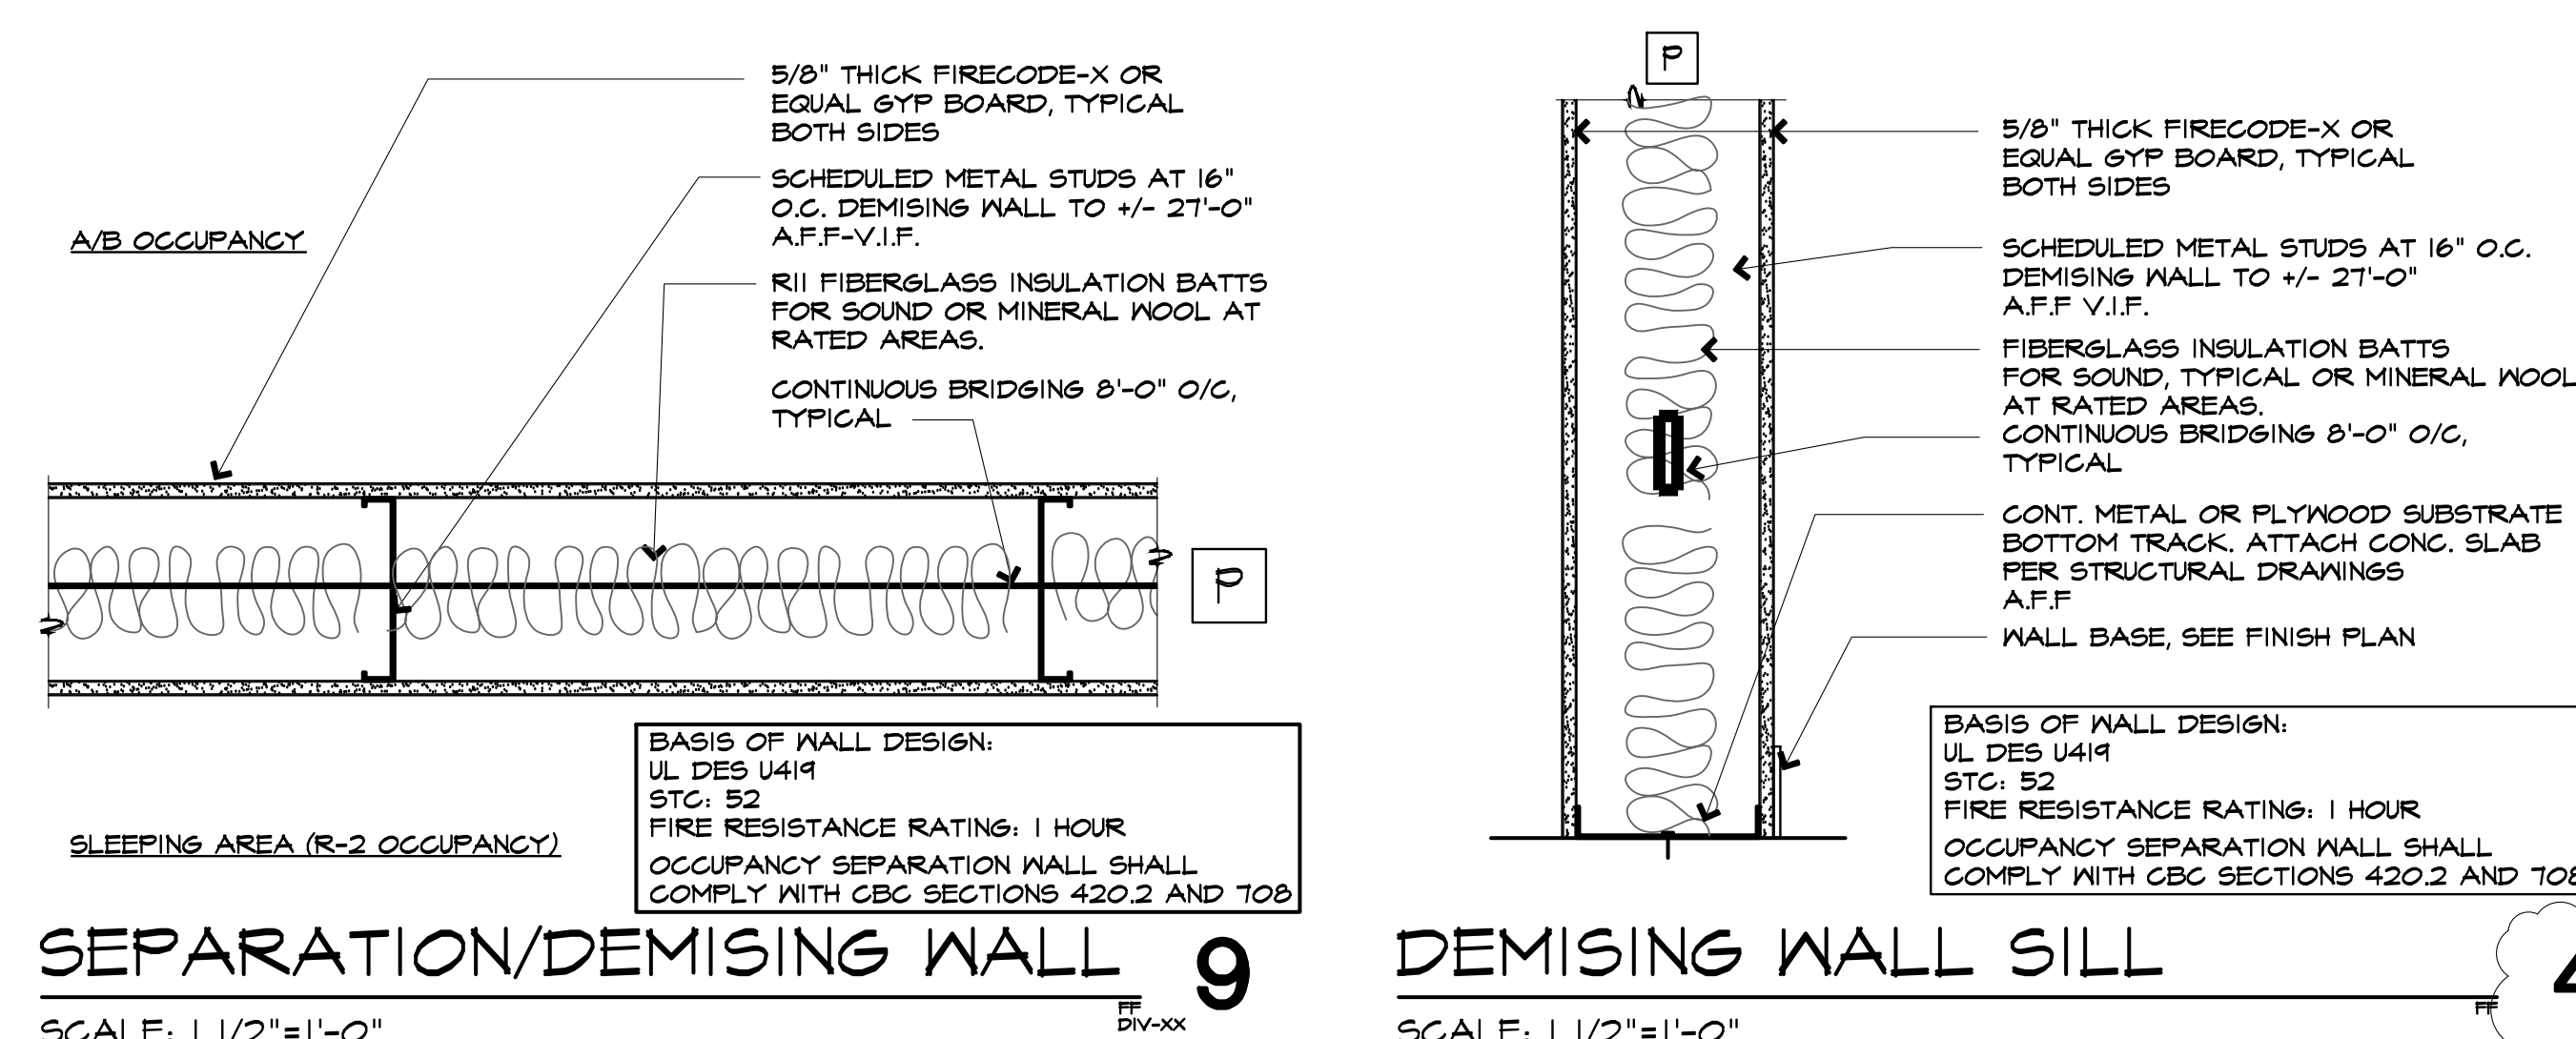 5/8" THICK FIRECODE-X OR
EQUAL GYP BOARD, TYPICAL
BOTH SIDES
SCHEDULED METAL STUDS AT 16"
O.C. DEMISING WALL TO +/- 27'-0"
A.F.F-V.I.F.
A/B OCCUPANCY
R11 FIBERGLASS INSULATION BATTS
FOR SOUND OR MINERAL WOOL AT
RATED AREAS.
CONTINUOUS BRIDGING 8'-0" O/C,
TYPICAL
P
BASIS OF WALL DESIGN:
UL DES U419
STC: 52
FIRE RESISTANCE RATING: 1 HOUR
OCCUPANCY SEPARATION WALL SHALL
COMPLY WITH CBC SECTIONS 420.2 AND 708
SLEEPING AREA (R-2 OCCUPANCY)
SEPARATION/DEMISING WALL
9
FF
DIV-XX
SCALE: 1 1/2"=1'-0"
P
5/8" THICK FIRECODE-X OR
EQUAL GYP BOARD, TYPICAL
BOTH SIDES
SCHEDULED METAL STUDS AT 16" O.C.
DEMISING WALL TO +/- 27'-0"
A.F.F V.I.F.
FIBERGLASS INSULATION BATTS
FOR SOUND, TYPICAL OR MINERAL WOOL
AT RATED AREAS.
CONTINUOUS BRIDGING 8'-0" O/C,
TYPICAL
CONT. METAL OR PLYWOOD SUBSTRATE
BOTTOM TRACK. ATTACH CONC. SLAB
PER STRUCTURAL DRAWINGS
A.F.F
WALL BASE, SEE FINISH PLAN
BASIS OF WALL DESIGN:
UL DES U419
STC: 52
FIRE RESISTANCE RATING: 1 HOUR
OCCUPANCY SEPARATION WALL SHALL
COMPLY WITH CBC SECTIONS 420.2 AND 708
DEMISING WALL SILL
FF
SCALE: 1 1/2"=1'-0"